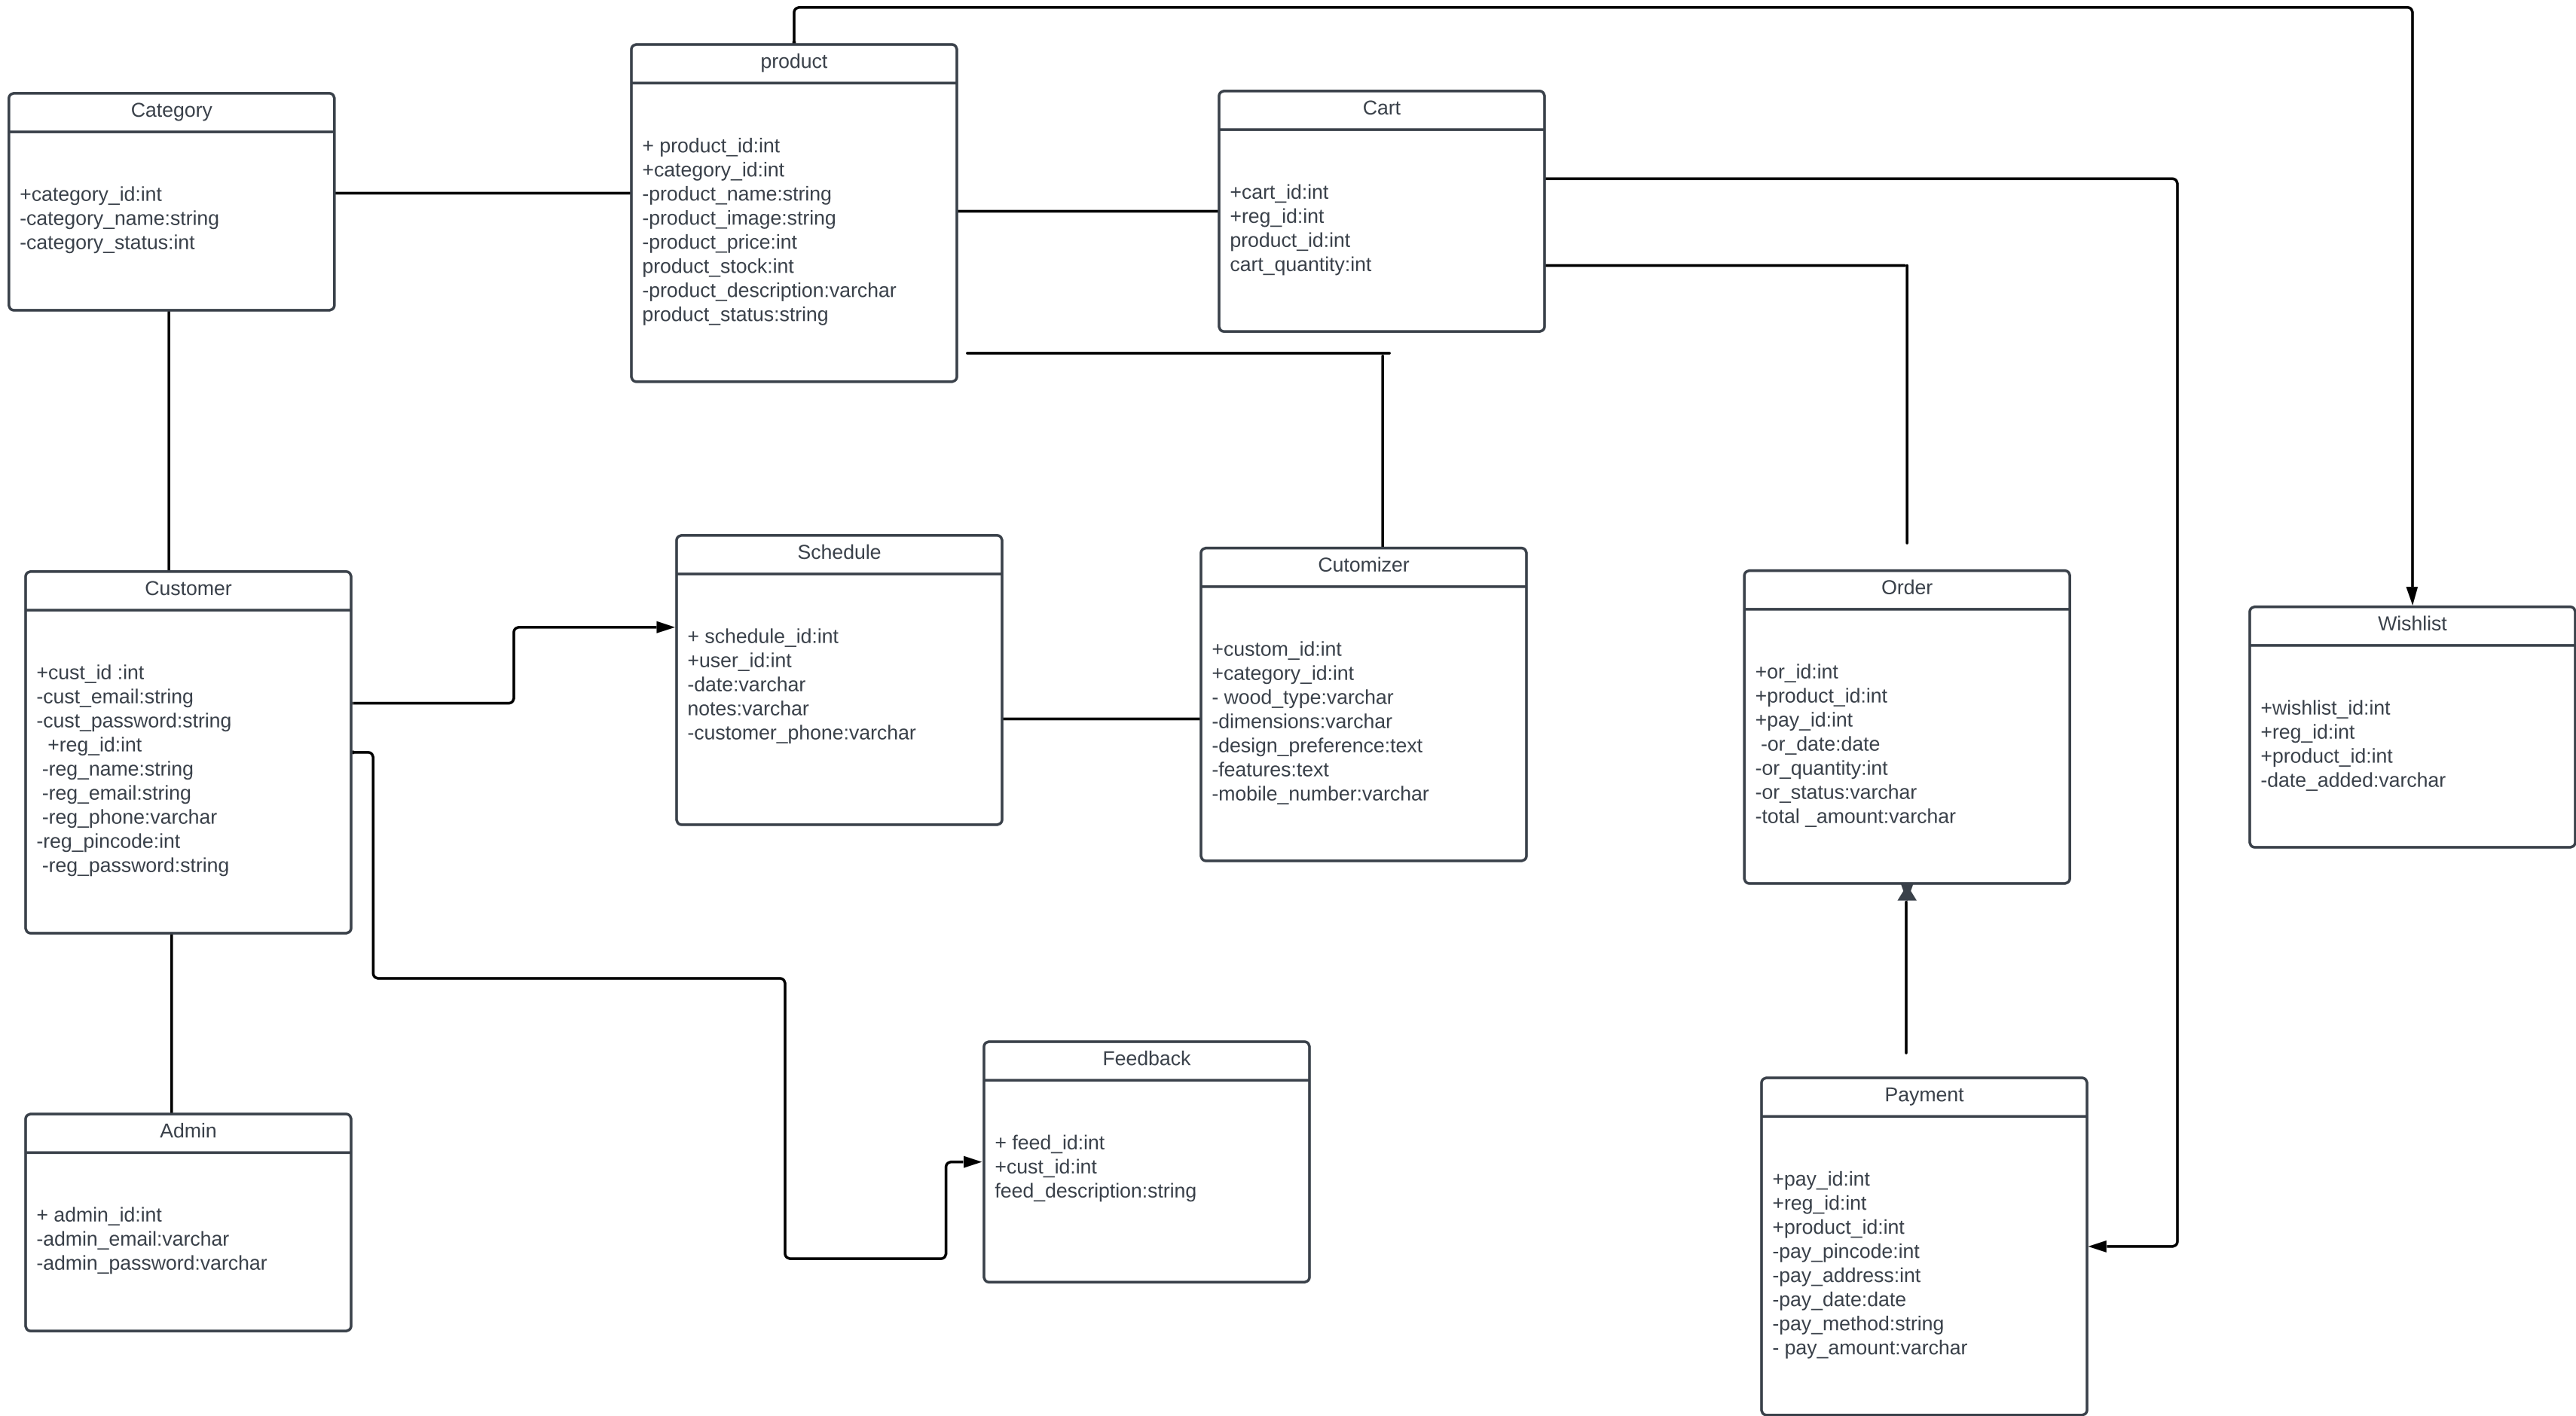 product
+ product_id:int
+category_id:int
-product_name:string
-product_image:string
-product_price:int
product_stock:int
-product_description:varchar
product_status:string
Category
+category_id:int
-category_name:string
-category_status:int
Cart
+cart_id:int
+reg_id:int
product_id:int
cart_quantity:int
Customer
+cust_id :int
-cust_email:string
-cust_password:string
+reg_id:int
-reg_name:string
-reg_email:string
-reg_phone:varchar
-reg_pincode:int
-reg_password:string
Schedule
+ schedule_id:int
+user_id:int
-date:varchar
notes:varchar
-customer_phone:varchar
Cutomizer
+custom_id:int
+category_id:int
- wood_type:varchar
-dimensions:varchar
-design_preference:text
-features:text
-mobile_number:varchar
Order
+or_id:int
+product_id:int
+pay_id:int
-or_date:date
-or_quantity:int
-or_status:varchar
-total _amount:varchar
Wishlist
+wishlist_id:int
+reg_id:int
+product_id:int
-date_added:varchar
Admin
+ admin_id:int
-admin_email:varchar
-admin_password:varchar
Feedback
+ feed_id:int
+cust_id:int
feed_description:string
Payment
+pay_id:int
+reg_id:int
+product_id:int
-pay_pincode:int
-pay_address:int
-pay_date:date
-pay_method:string
- pay_amount:varchar